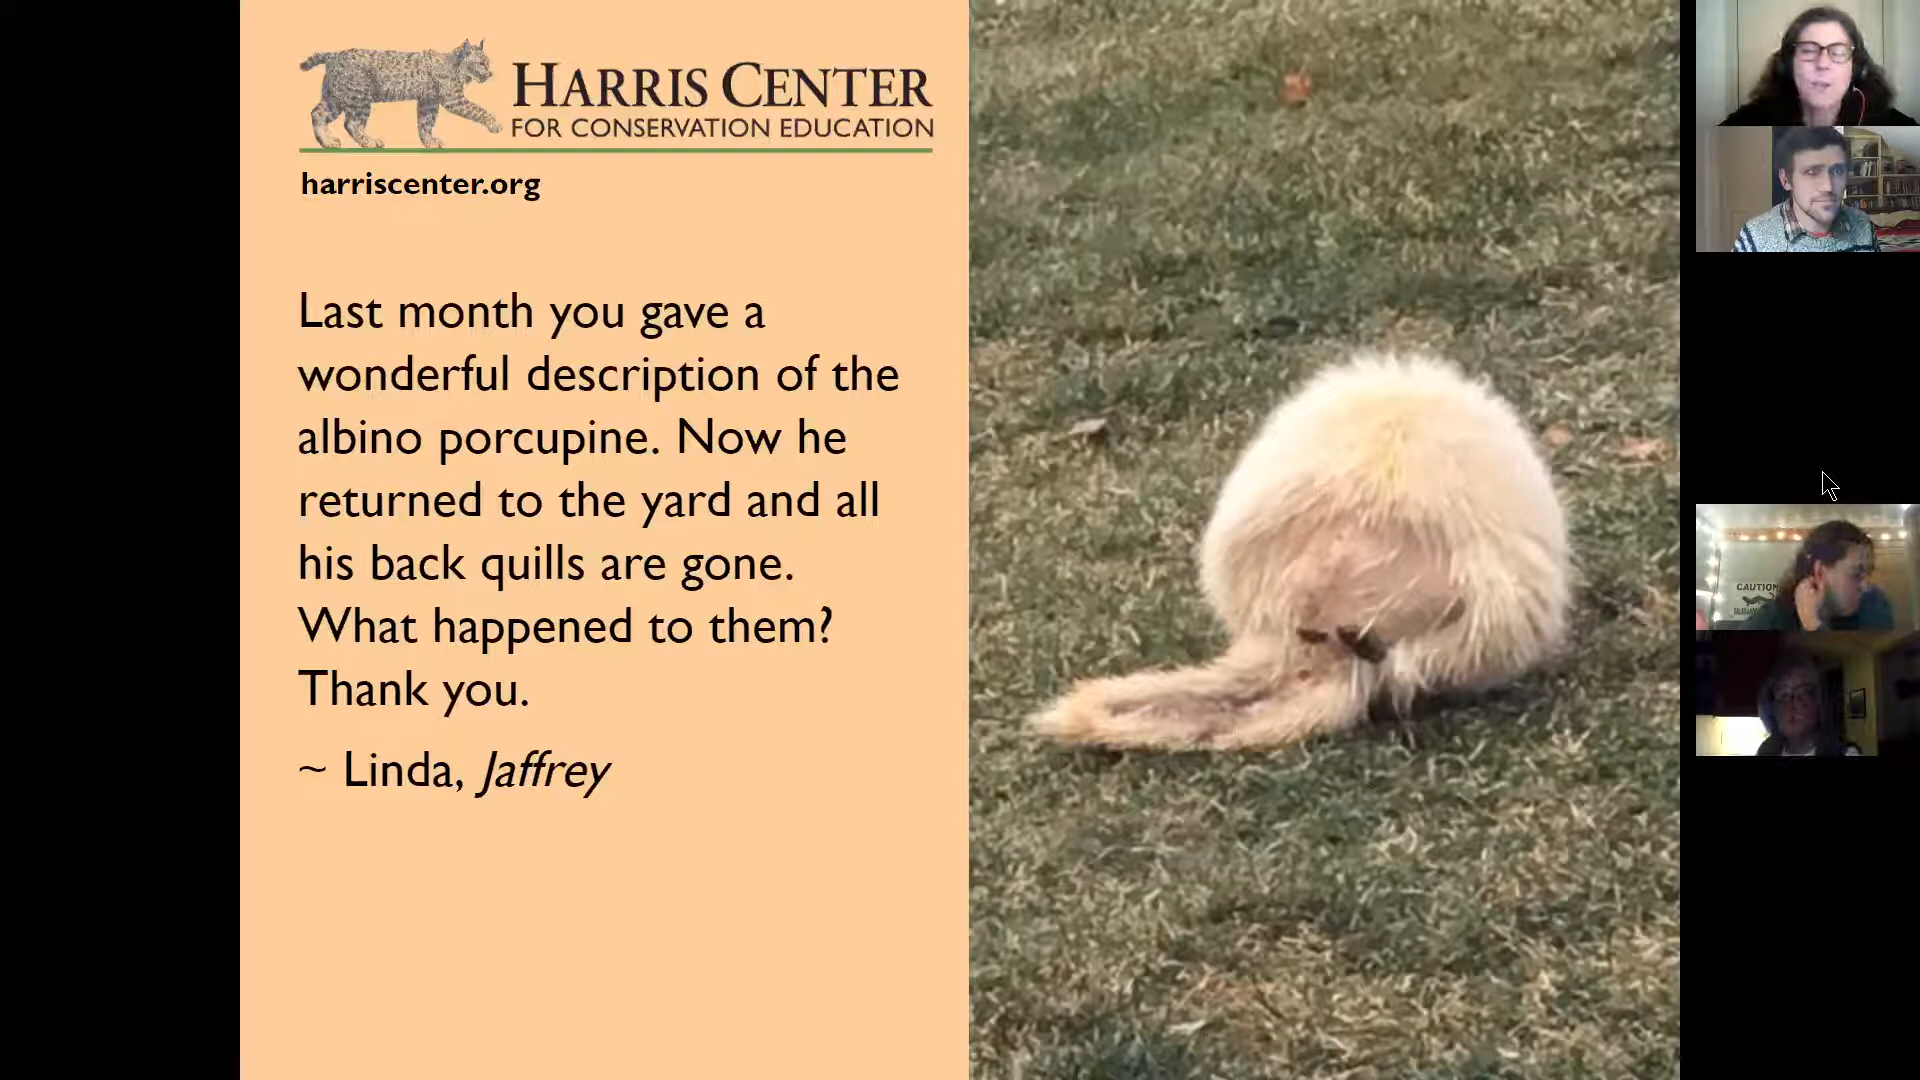 HARRIS CENTER
FOR CONSERVATION EDUCATION
harriscenter.org
Last month you gave a
wonderful description of the
albino porcupine. Now he
returned to the yard and all
his back quills are gone.
What happened to them?
Thank you.
~ Linda, Jaffrey
CAUTION